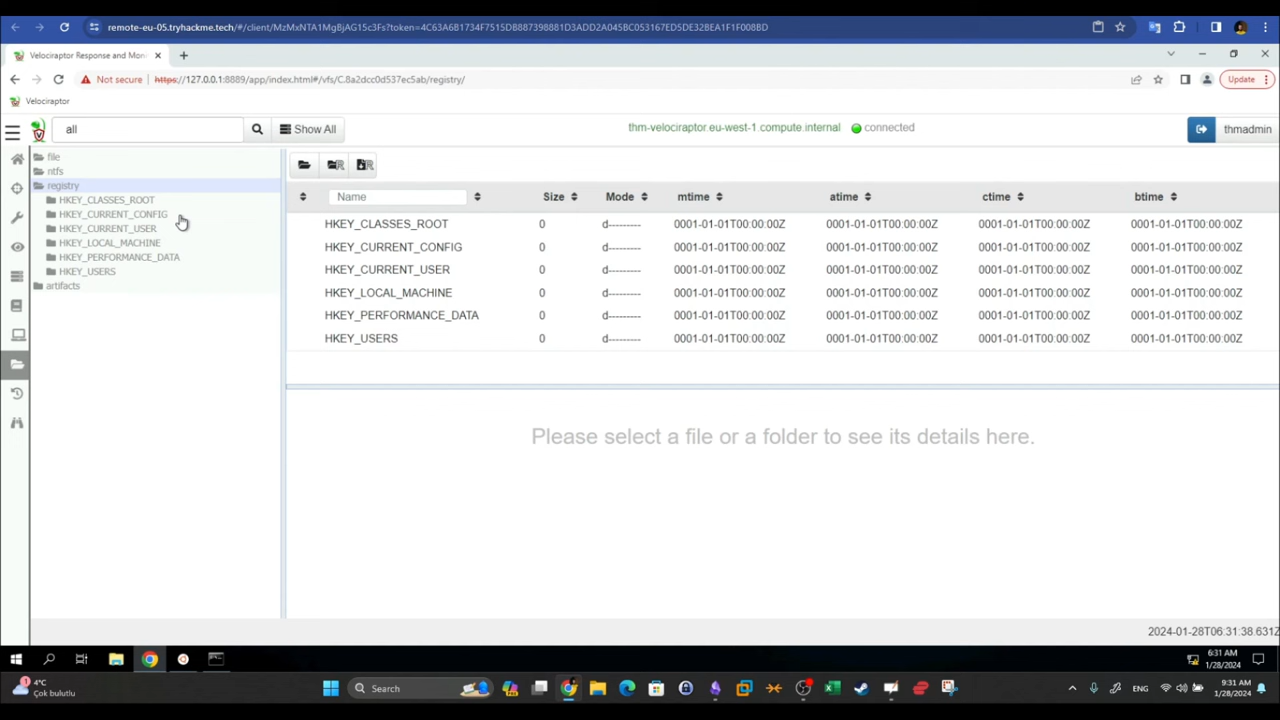 remote-eu-05.tryhackme.tech/#/client/MzMxNTA1MgBjAG15c3Fs?token=4C63A6B1734F7515DB887398881D3ADD2A045BC053167ED5DE32BEA1F1F008BD
Velociraptor Response and Mon
Not secure https://127.0.0.1:8889/app/index.html#/vfs/C.8a2dcc0d537ec5ab/registry/
Update
Velociraptor
all
Show All
thm-velociraptor.eu-west-1.compute.internal
connected
thmadmin
file
ntfs
registry
HKEY_CLASSES_ROOT
HKEY_CURRENT_CONFIG
HKEY_CURRENT_USER
HKEY_LOCAL_MACHINE
HKEY_PERFORMANCE_DATA
HKEY_USERS
artifacts
Name Size Mode mtime atime ctime btime
HKEY_CLASSES_ROOT 0 d-------- 0001-01-01T00:00:00Z 0001-01-01T00:00:00Z 0001-01-01T00:00:00Z 0001-01-01T00:00:00Z
HKEY_CURRENT_CONFIG 0 d-------- 0001-01-01T00:00:00Z 0001-01-01T00:00:00Z 0001-01-01T00:00:00Z 0001-01-01T00:00:00Z
HKEY_CURRENT_USER 0 d-------- 0001-01-01T00:00:00Z 0001-01-01T00:00:00Z 0001-01-01T00:00:00Z 0001-01-01T00:00:00Z
HKEY_LOCAL_MACHINE 0 d-------- 0001-01-01T00:00:00Z 0001-01-01T00:00:00Z 0001-01-01T00:00:00Z 0001-01-01T00:00:00Z
HKEY_PERFORMANCE_DATA 0 d-------- 0001-01-01T00:00:00Z 0001-01-01T00:00:00Z 0001-01-01T00:00:00Z 0001-01-01T00:00:00Z
HKEY_USERS 0 d-------- 0001-01-01T00:00:00Z 0001-01-01T00:00:00Z 0001-01-01T00:00:00Z 0001-01-01T00:00:00Z
Please select a file or a folder to see its details here.
2024-01-28T06:31:38.631Z
6:31 AM
1/28/2024
1
4°C
Çok bulutlu
Search
ENG
9:31 AM
1/28/2024